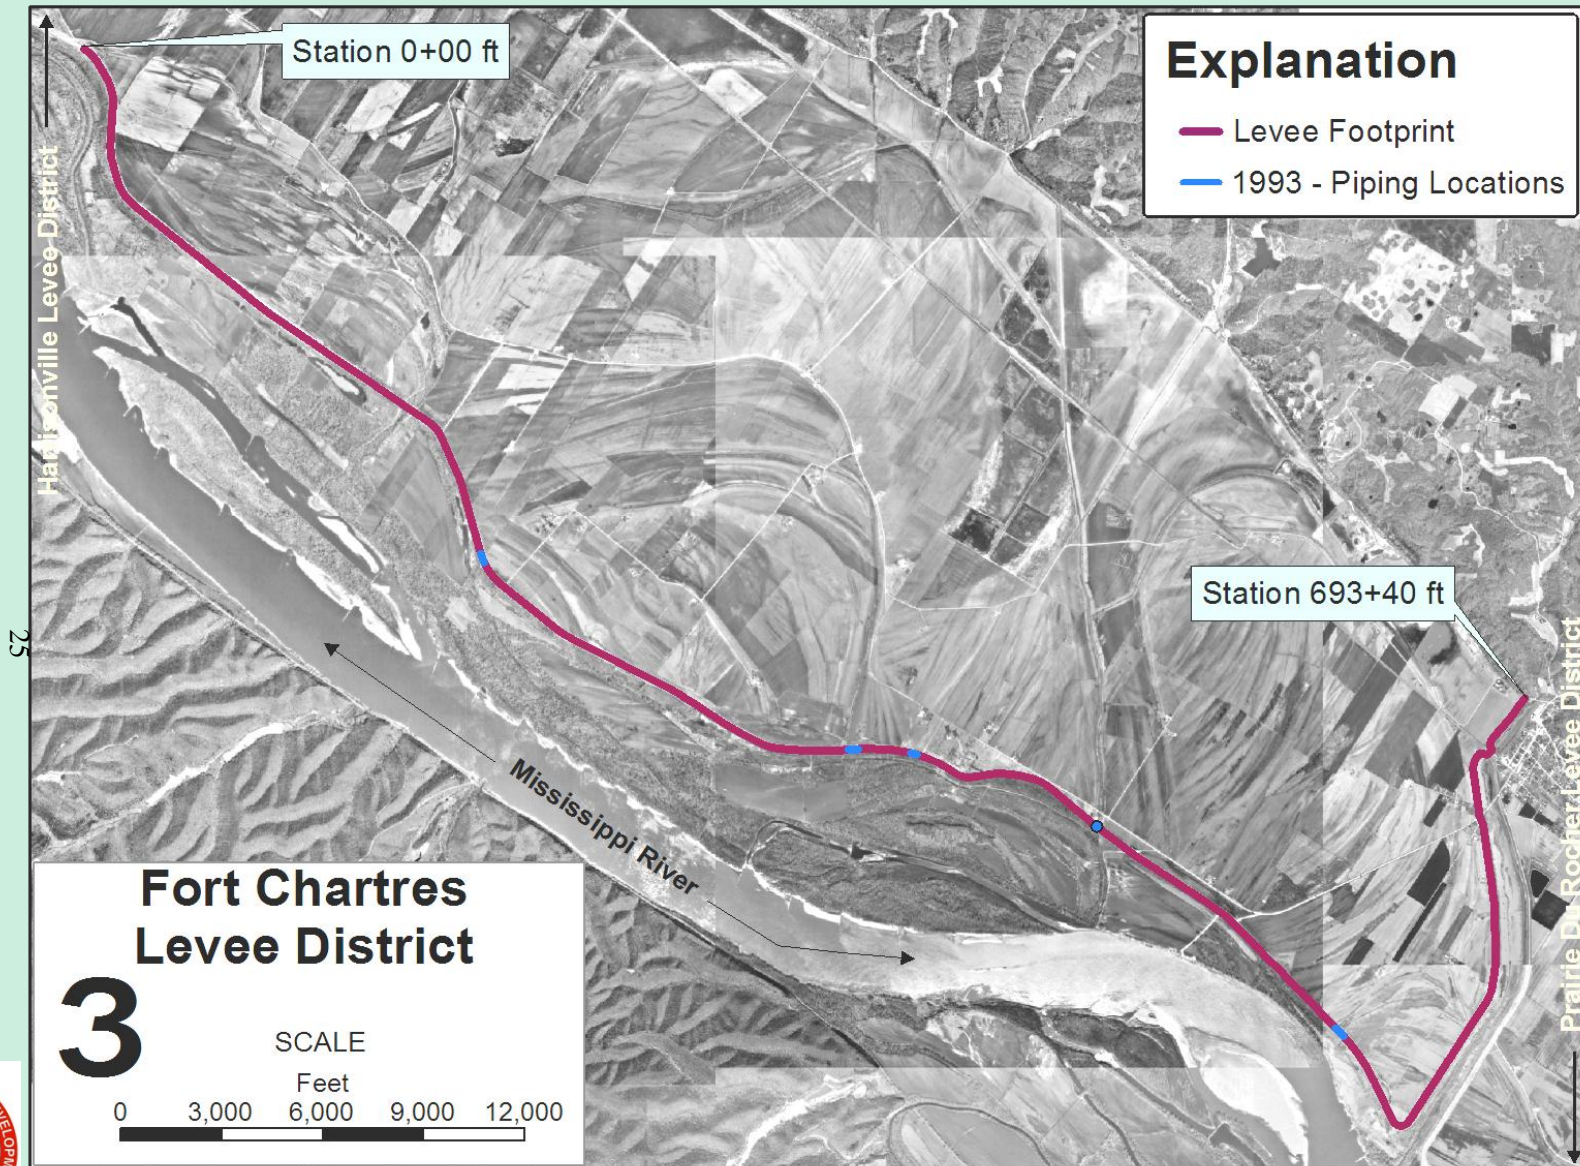 Station 0+00 ft
Explanation
Levee Footprint
1993 - Piping Locations
Harrisonville Levee District
Station 693+40 ft
25
Mississippi River
Prairie Du Rocher Levee District
Fort Chartres
Levee District
3
SCALE
Feet
0 3,000 6,000 9,000 12,000